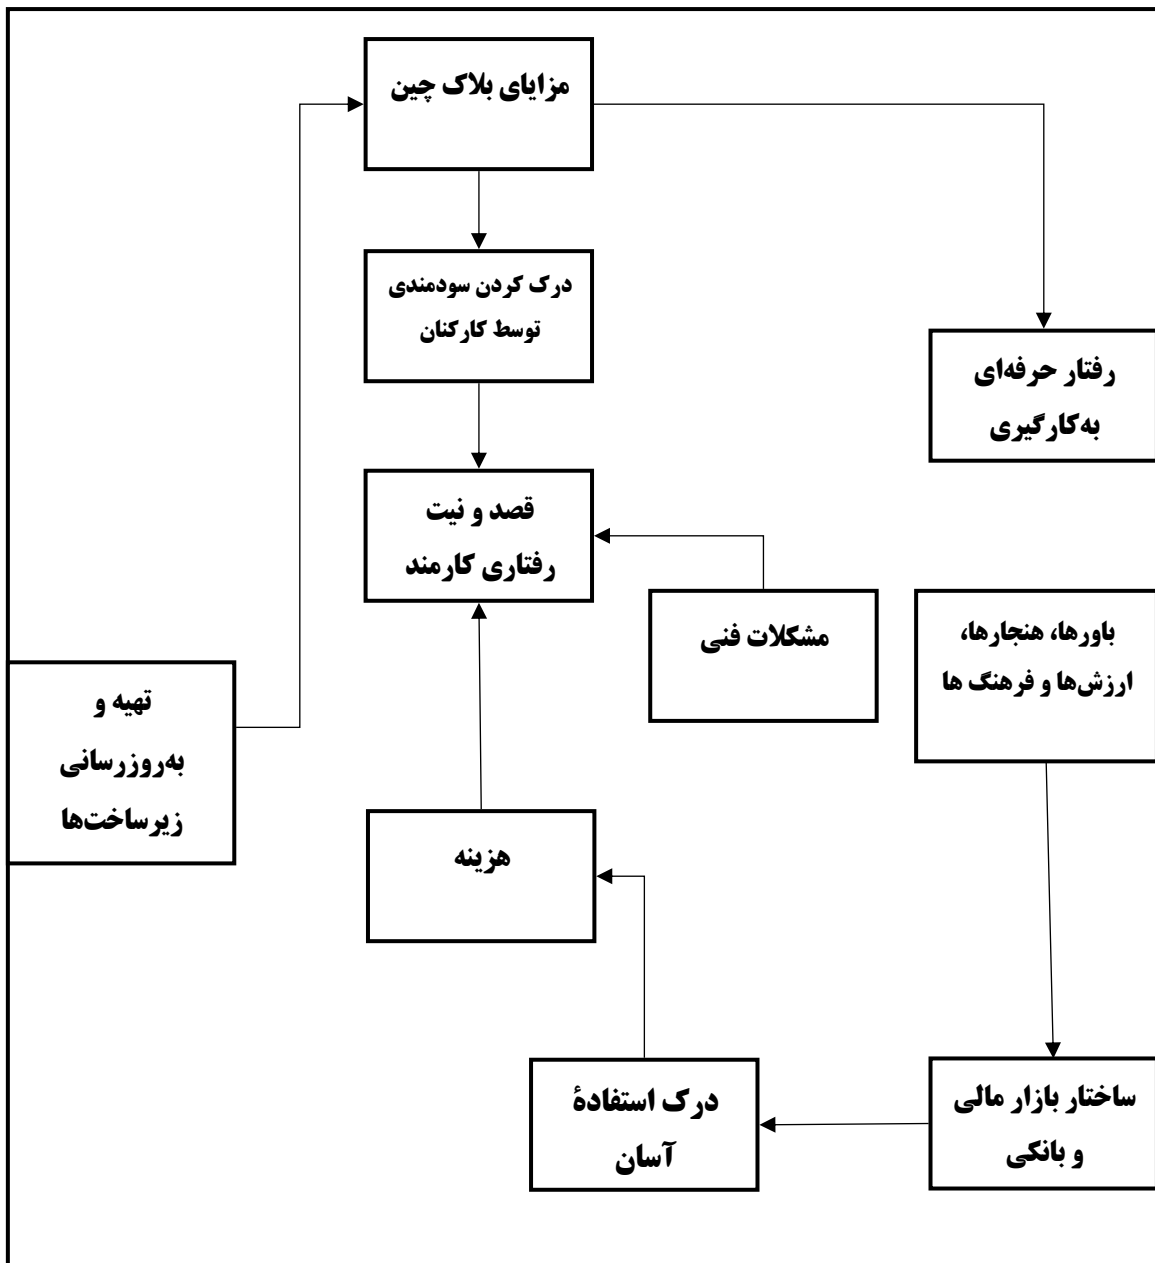 مزایای بلاک چین
درک کردن سودمندی
توسط کارکنان
رفتار حرفه‌ای
به‌کارگیری
قصد و نیت
رفتاری کارمند
مشکلات فنی
باورها، هنجارها،
ارزش‌ها و فرهنگ ها
تهیه و
به‌روزرسانی
زیرساخت‌ها
هزینه
درک استفادهٔ
آسان
ساختار بازار مالی
و بانکی